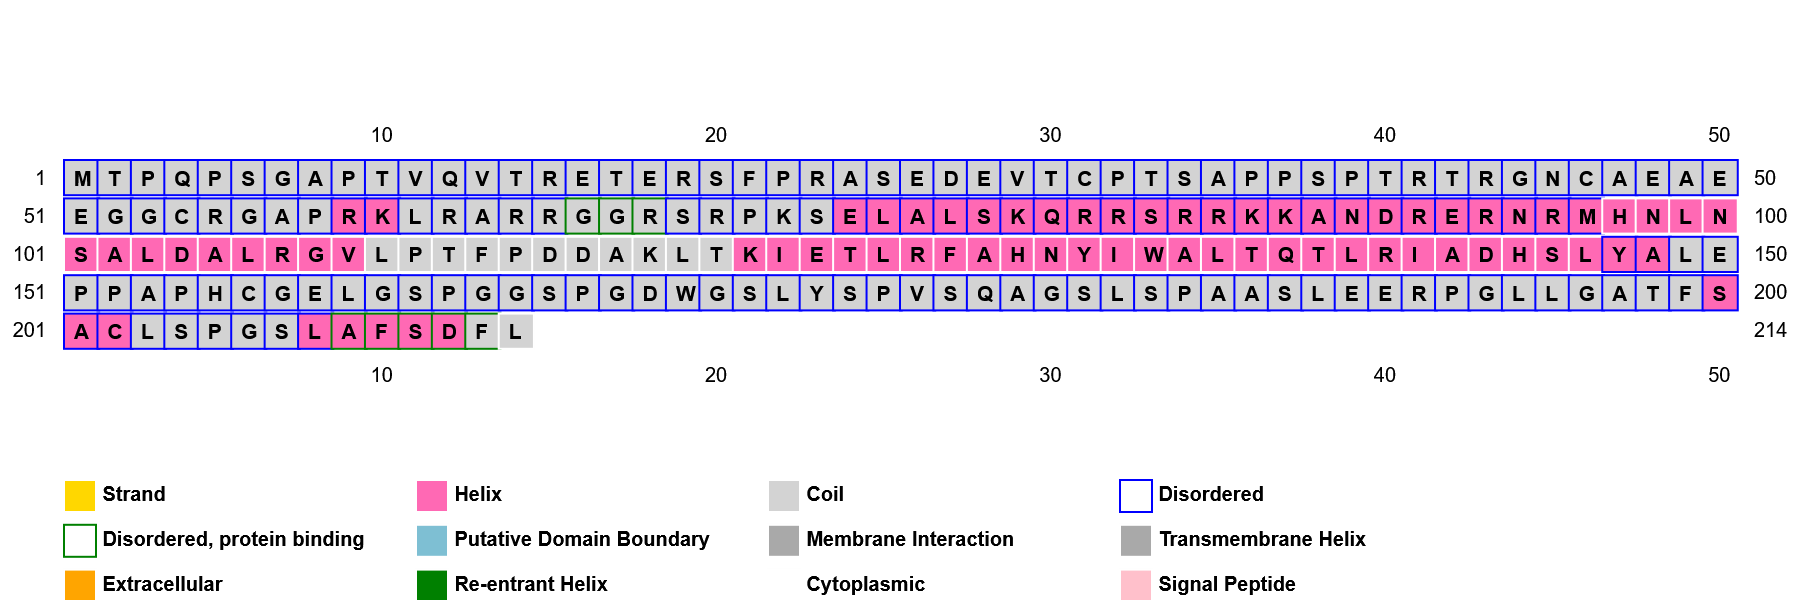 10 20 30 40 50
1 M T P Q P S G A P T V Q V T R E T E R S F P R A S E D E V T C P T S A P P S P T R T R G N C A E A E 50
51 E G G C R G A P R K L R A R R G G R S R P K S E L A L S K Q R R S R R K K A N D R E R N R M H N L N 100
101 S A L D A L R G V L P T F P D D A K L T K I E T L R F A H N Y I W A L T Q T L R I A D H S L Y A L E 150
151 P P A P H C G E L G S P G G S P G D W G S L Y S P V S Q A G S L S P A A S L E E R P G L L G A T F S 200
201 A C L S P G S L A F S D F L 214
10 20 30 40 50
Strand Helix Coil Disordered
Disordered, protein binding Putative Domain Boundary Membrane Interaction Transmembrane Helix
Extracellular Re-entrant Helix Cytoplasmic Signal Peptide